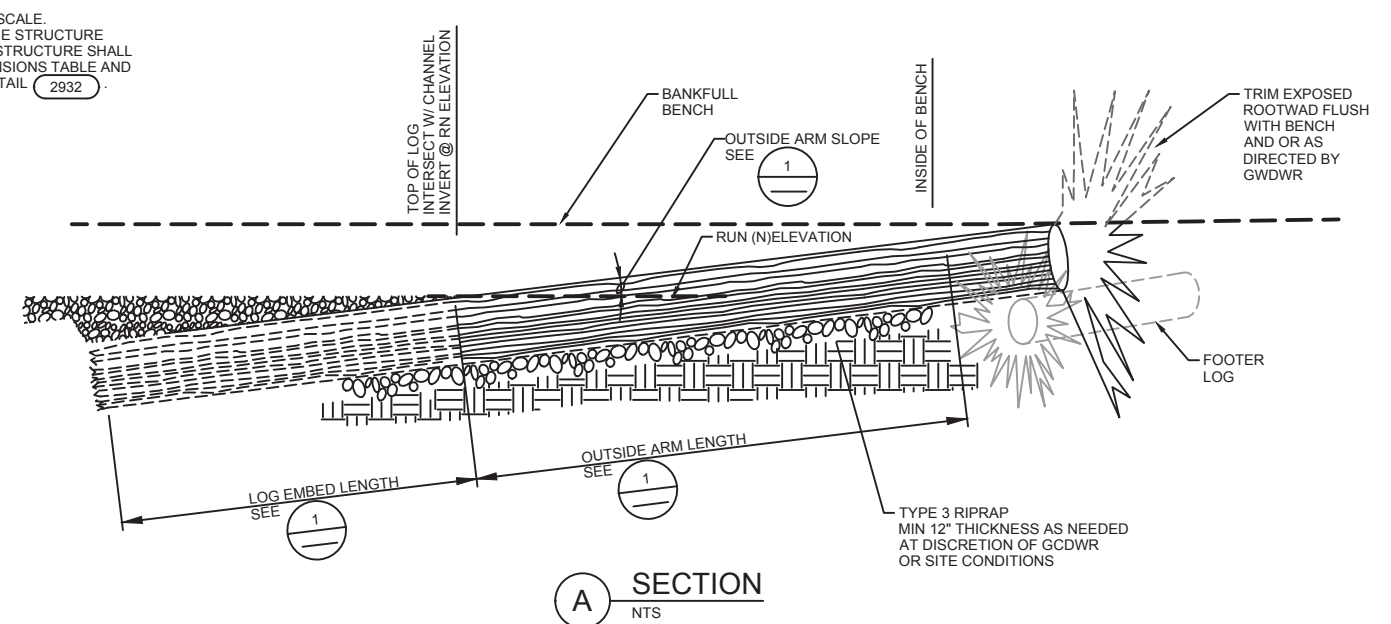 SCALE.
E STRUCTURE
STRUCTURE SHALL
SIONS TABLE AND
TAIL 2932 .
TOP OF LOG
INTERSECT W/ CHANNEL
INVERT @ RN ELEVATION
BANKFULL
BENCH
OUTSIDE ARM SLOPE
SEE
1
INSIDE OF BENCH
TRIM EXPOSED
ROOTWAD FLUSH
WITH BENCH
AND OR AS
DIRECTED BY
GWDWR
RUN (N)ELEVATION
FOOTER
LOG
OUTSIDE ARM LENGTH
SEE
1
LOG EMBED LENGTH
SEE
1
TYPE 3 RIPRAP
MIN 12" THICKNESS AS NEEDED
AT DISCRETION OF GCDWR
OR SITE CONDITIONS
A SECTION
NTS